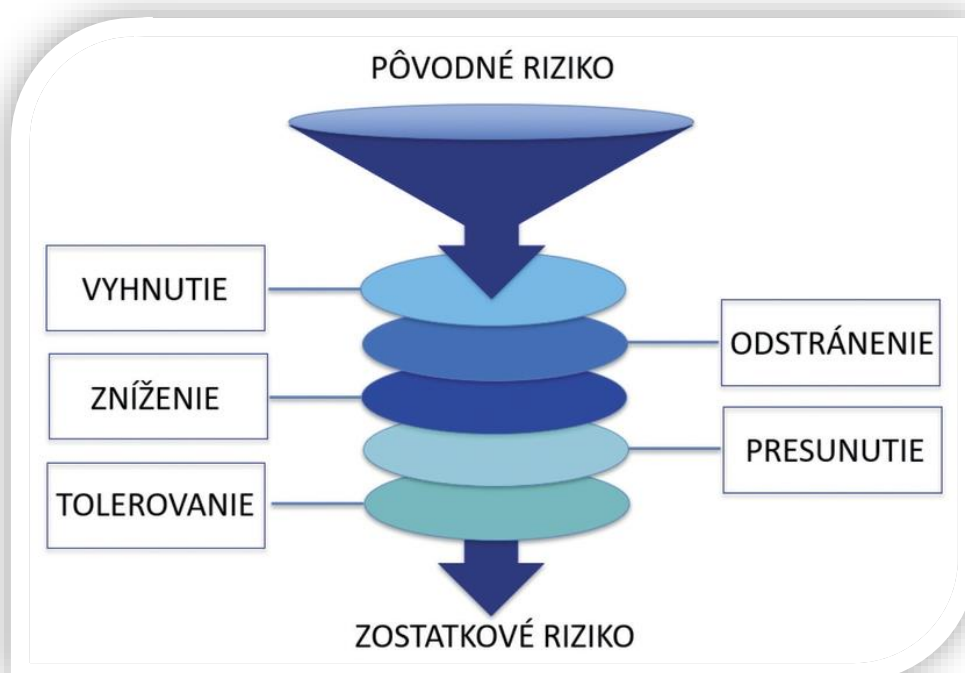 PÔVODNÉ RIZIKO
VYHNUTIE
ODSTRÁNENIE
ZNÍŽENIE
PRESUNUTIE
TOLEROVANIE
ZOSTATKOVÉ RIZIKO